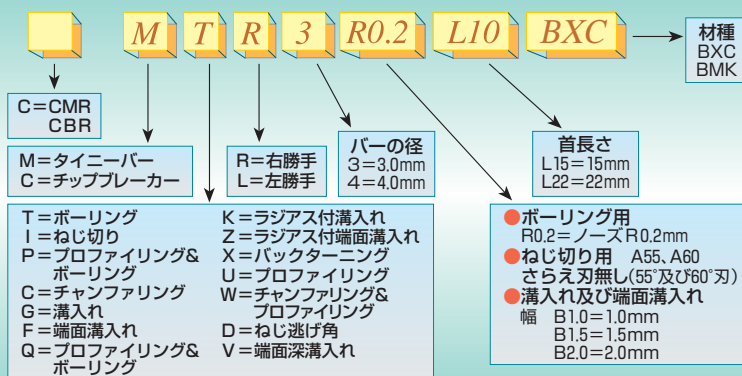 M T R 3 R0.2 L10 BXC
材種
BXC
BMK
C=CMR
CBR
M=タイニーバー
C=チップブレーカー
R=右勝手
L=左勝手
バーの径
3=3.0mm
4=4.0mm
首長さ
L15=15mm
L22=22mm
T=ボーリング
I=ねじ切り
P=プロファイリング&
ボーリング
C=チャンファリング
G=溝入れ
F=端面溝入れ
Q=プロファイリング&
ボーリング
K=ラジアス付溝入れ
Z=ラジアス付端面溝入れ
X=バックターニング
U=プロファイリング
W=チャンファリング&
プロファイリング
D=ねじ逃げ角
V=端面深溝入れ
●ボーリング用
R0.2=ノーズR0.2mm
●ねじ切り用 A55、A60
さらえ刃無し(55°及び60°刃)
●溝入れ及び端面溝入れ
幅 B1.0=1.0mm
B1.5=1.5mm
B2.0=2.0mm